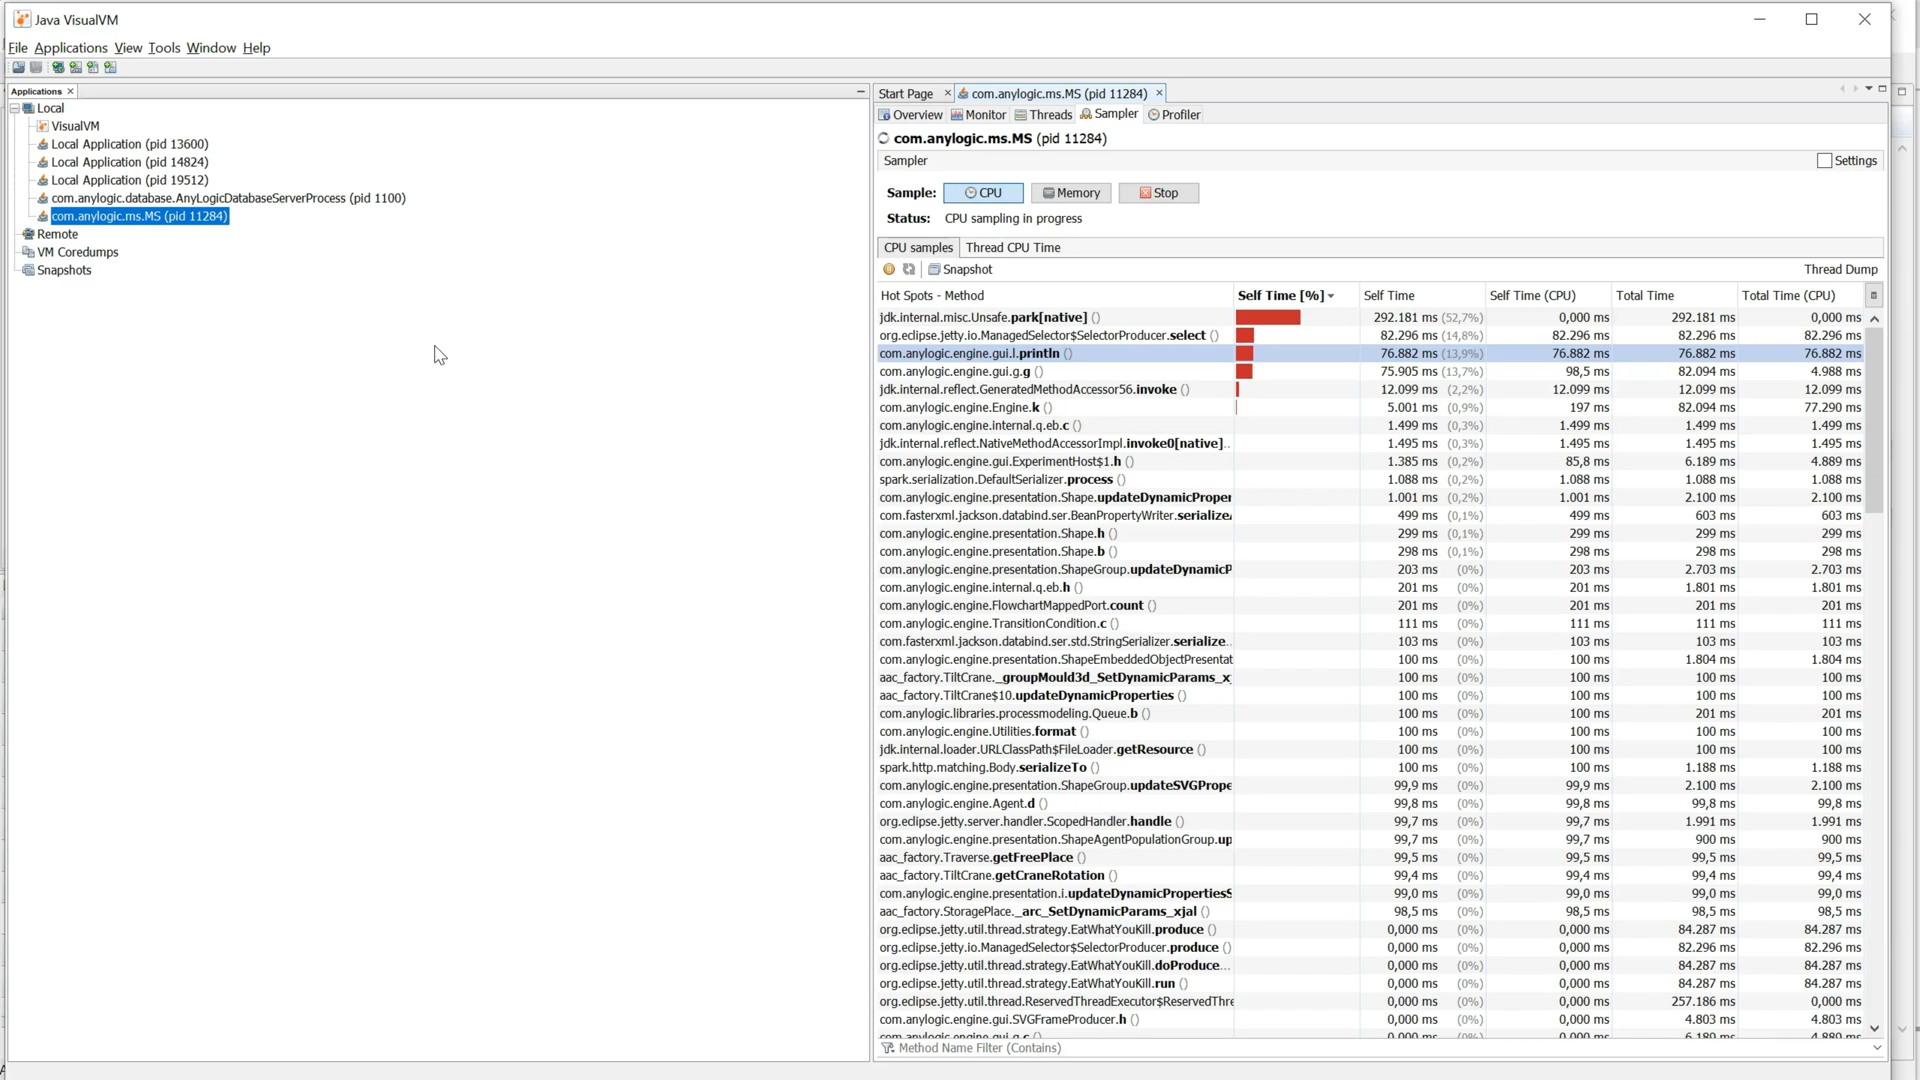 Java VisualVM
File Applications View Tools Window Help
Applications
Local
VisualVM
Local Application (pid 13600)
Local Application (pid 14824)
Local Application (pid 19512)
com.anylogic.database.AnyLogicDatabaseServerProcess (pid 1100)
com.anylogic.ms.MS (pid 11284)
Remote
VM Coredumps
Snapshots
Start Page com.anylogic.ms.MS (pid 11284)
Overview Monitor Threads Sampler Profiler
com.anylogic.ms.MS (pid 11284)
Sampler Settings
Sample: CPU Memory Stop
Status: CPU sampling in progress
CPU samples Thread CPU Time
Snapshot Thread Dump
Hot Spots - Method Self Time [%] Self Time Self Time (CPU) Total Time Total Time (CPU)
jdk.internal.misc.Unsafe.park[native] () 292.181 ms (52,7%) 0,000 ms 292.181 ms 0,000 ms
org.eclipse.jetty.io.ManagedSelector$SelectorProducer.select () 82.296 ms (14,8%) 82.296 ms 82.296 ms 82.296 ms
com.anylogic.engine.gui.l.println () 76.882 ms (13,9%) 76.882 ms 76.882 ms 76.882 ms
com.anylogic.engine.gui.g.g () 75.905 ms (13,7%) 98,5 ms 82.094 ms 4.988 ms
jdk.internal.reflect.GeneratedMethodAccessor56.invoke () 12.099 ms (2,2%) 12.099 ms 12.099 ms 12.099 ms
com.anylogic.engine.Engine.k () 5.001 ms (0,9%) 197 ms 82.094 ms 77.290 ms
com.anylogic.engine.internal.q.eb.c () 1.499 ms (0,3%) 1.499 ms 1.499 ms 1.499 ms
jdk.internal.reflect.NativeMethodAccessorImpl.invoke0[native]... 1.495 ms (0,3%) 1.495 ms 1.495 ms 1.495 ms
com.anylogic.engine.gui.ExperimentHost$1.h () 1.385 ms (0,2%) 85,8 ms 6.189 ms 4.889 ms
spark.serialization.DefaultSerializer.process () 1.088 ms (0,2%) 1.088 ms 1.088 ms 1.088 ms
com.anylogic.engine.presentation.Shape.updateDynamicProper 1.001 ms (0,2%) 1.001 ms 2.100 ms 2.100 ms
com.fasterxml.jackson.databind.ser.BeanPropertyWriter.serialize 499 ms (0,1%) 499 ms 603 ms 603 ms
com.anylogic.engine.presentation.Shape.h () 299 ms (0,1%) 299 ms 299 ms 299 ms
com.anylogic.engine.presentation.Shape.b () 298 ms (0,1%) 298 ms 298 ms 298 ms
com.anylogic.engine.presentation.ShapeGroup.updateDynamicP 203 ms (0%) 203 ms 2.703 ms 2.703 ms
com.anylogic.engine.internal.q.eb.h () 201 ms (0%) 201 ms 1.801 ms 1.801 ms
com.anylogic.engine.FlowchartMappedPort.count () 201 ms (0%) 201 ms 201 ms 201 ms
com.anylogic.engine.TransitionCondition.c () 111 ms (0%) 111 ms 111 ms 111 ms
com.fasterxml.jackson.databind.ser.std.StringSerializer.serialize... 103 ms (0%) 103 ms 103 ms 103 ms
com.anylogic.engine.presentation.ShapeEmbeddedObjectPresentat 100 ms (0%) 100 ms 1.804 ms 1.804 ms
aac_factory.TiltCrane._groupMould3d_SetDynamicParams_xj 100 ms (0%) 100 ms 100 ms 100 ms
aac_factory.TiltCrane$10.updateDynamicProperties () 100 ms (0%) 100 ms 100 ms 100 ms
com.anylogic.libraries.processmodeling.Queue.b () 100 ms (0%) 100 ms 201 ms 201 ms
com.anylogic.engine.Utilities.format () 100 ms (0%) 100 ms 100 ms 100 ms
jdk.internal.loader.URLClassPath$FileLoader.getResource () 100 ms (0%) 100 ms 100 ms 100 ms
spark.http.matching.Body.serializeTo () 100 ms (0%) 100 ms 1.188 ms 1.188 ms
com.anylogic.engine.presentation.ShapeGroup.updateSVGPrope 99,9 ms (0%) 99,9 ms 2.100 ms 2.100 ms
com.anylogic.engine.Agent.d () 99,8 ms (0%) 99,8 ms 99,8 ms 99,8 ms
org.eclipse.jetty.server.handler.ScopedHandler.handle () 99,7 ms (0%) 99,7 ms 1.991 ms 1.991 ms
com.anylogic.engine.presentation.ShapeAgentPopulationGroup.up 99,7 ms (0%) 99,7 ms 900 ms 900 ms
aac_factory.Traverse.getFreePlace () 99,5 ms (0%) 99,5 ms 99,5 ms 99,5 ms
aac_factory.TiltCrane.getCraneRotation () 99,4 ms (0%) 99,4 ms 99,4 ms 99,4 ms
com.anylogic.engine.presentation.i.updateDynamicPropertiesS 99,0 ms (0%) 99,0 ms 99,0 ms 99,0 ms
aac_factory.StoragePlace._arc_SetDynamicParams_xjal () 98,5 ms (0%) 98,5 ms 98,5 ms 98,5 ms
org.eclipse.jetty.util.thread.strategy.EatWhatYouKill.produce () 0,000 ms (0%) 0,000 ms 84.287 ms 84.287 ms
org.eclipse.jetty.io.ManagedSelector$SelectorProducer.produce () 0,000 ms (0%) 0,000 ms 82.296 ms 82.296 ms
org.eclipse.jetty.util.thread.strategy.EatWhatYouKill.doProduce... 0,000 ms (0%) 0,000 ms 84.287 ms 84.287 ms
org.eclipse.jetty.util.thread.strategy.EatWhatYouKill.run () 0,000 ms (0%) 0,000 ms 84.287 ms 84.287 ms
org.eclipse.jetty.util.thread.ReservedThreadExecutor$ReservedThre 0,000 ms (0%) 0,000 ms 257.186 ms 0,000 ms
com.anylogic.engine.gui.SVGFrameProducer.h () 0,000 ms (0%) 0,000 ms 4.803 ms 4.803 ms
Method Name Filter (Contains)